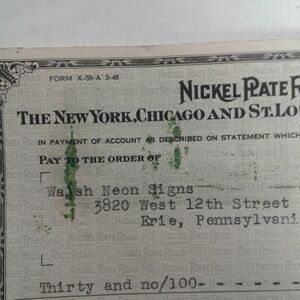 FORM X-59-A 3-48
NICKEL PLATE R
THE NEW YORK, CHICAGO AND ST. LO
IN PAYMENT OF ACCOUNT AS DESCRIBED ON STATEMENT WHICH
PAY TO THE ORDER OF
Walsh Neon Signs
3820 West 12th Street
Erie, Pennsylvani
Thirty and no/100- - - - - -